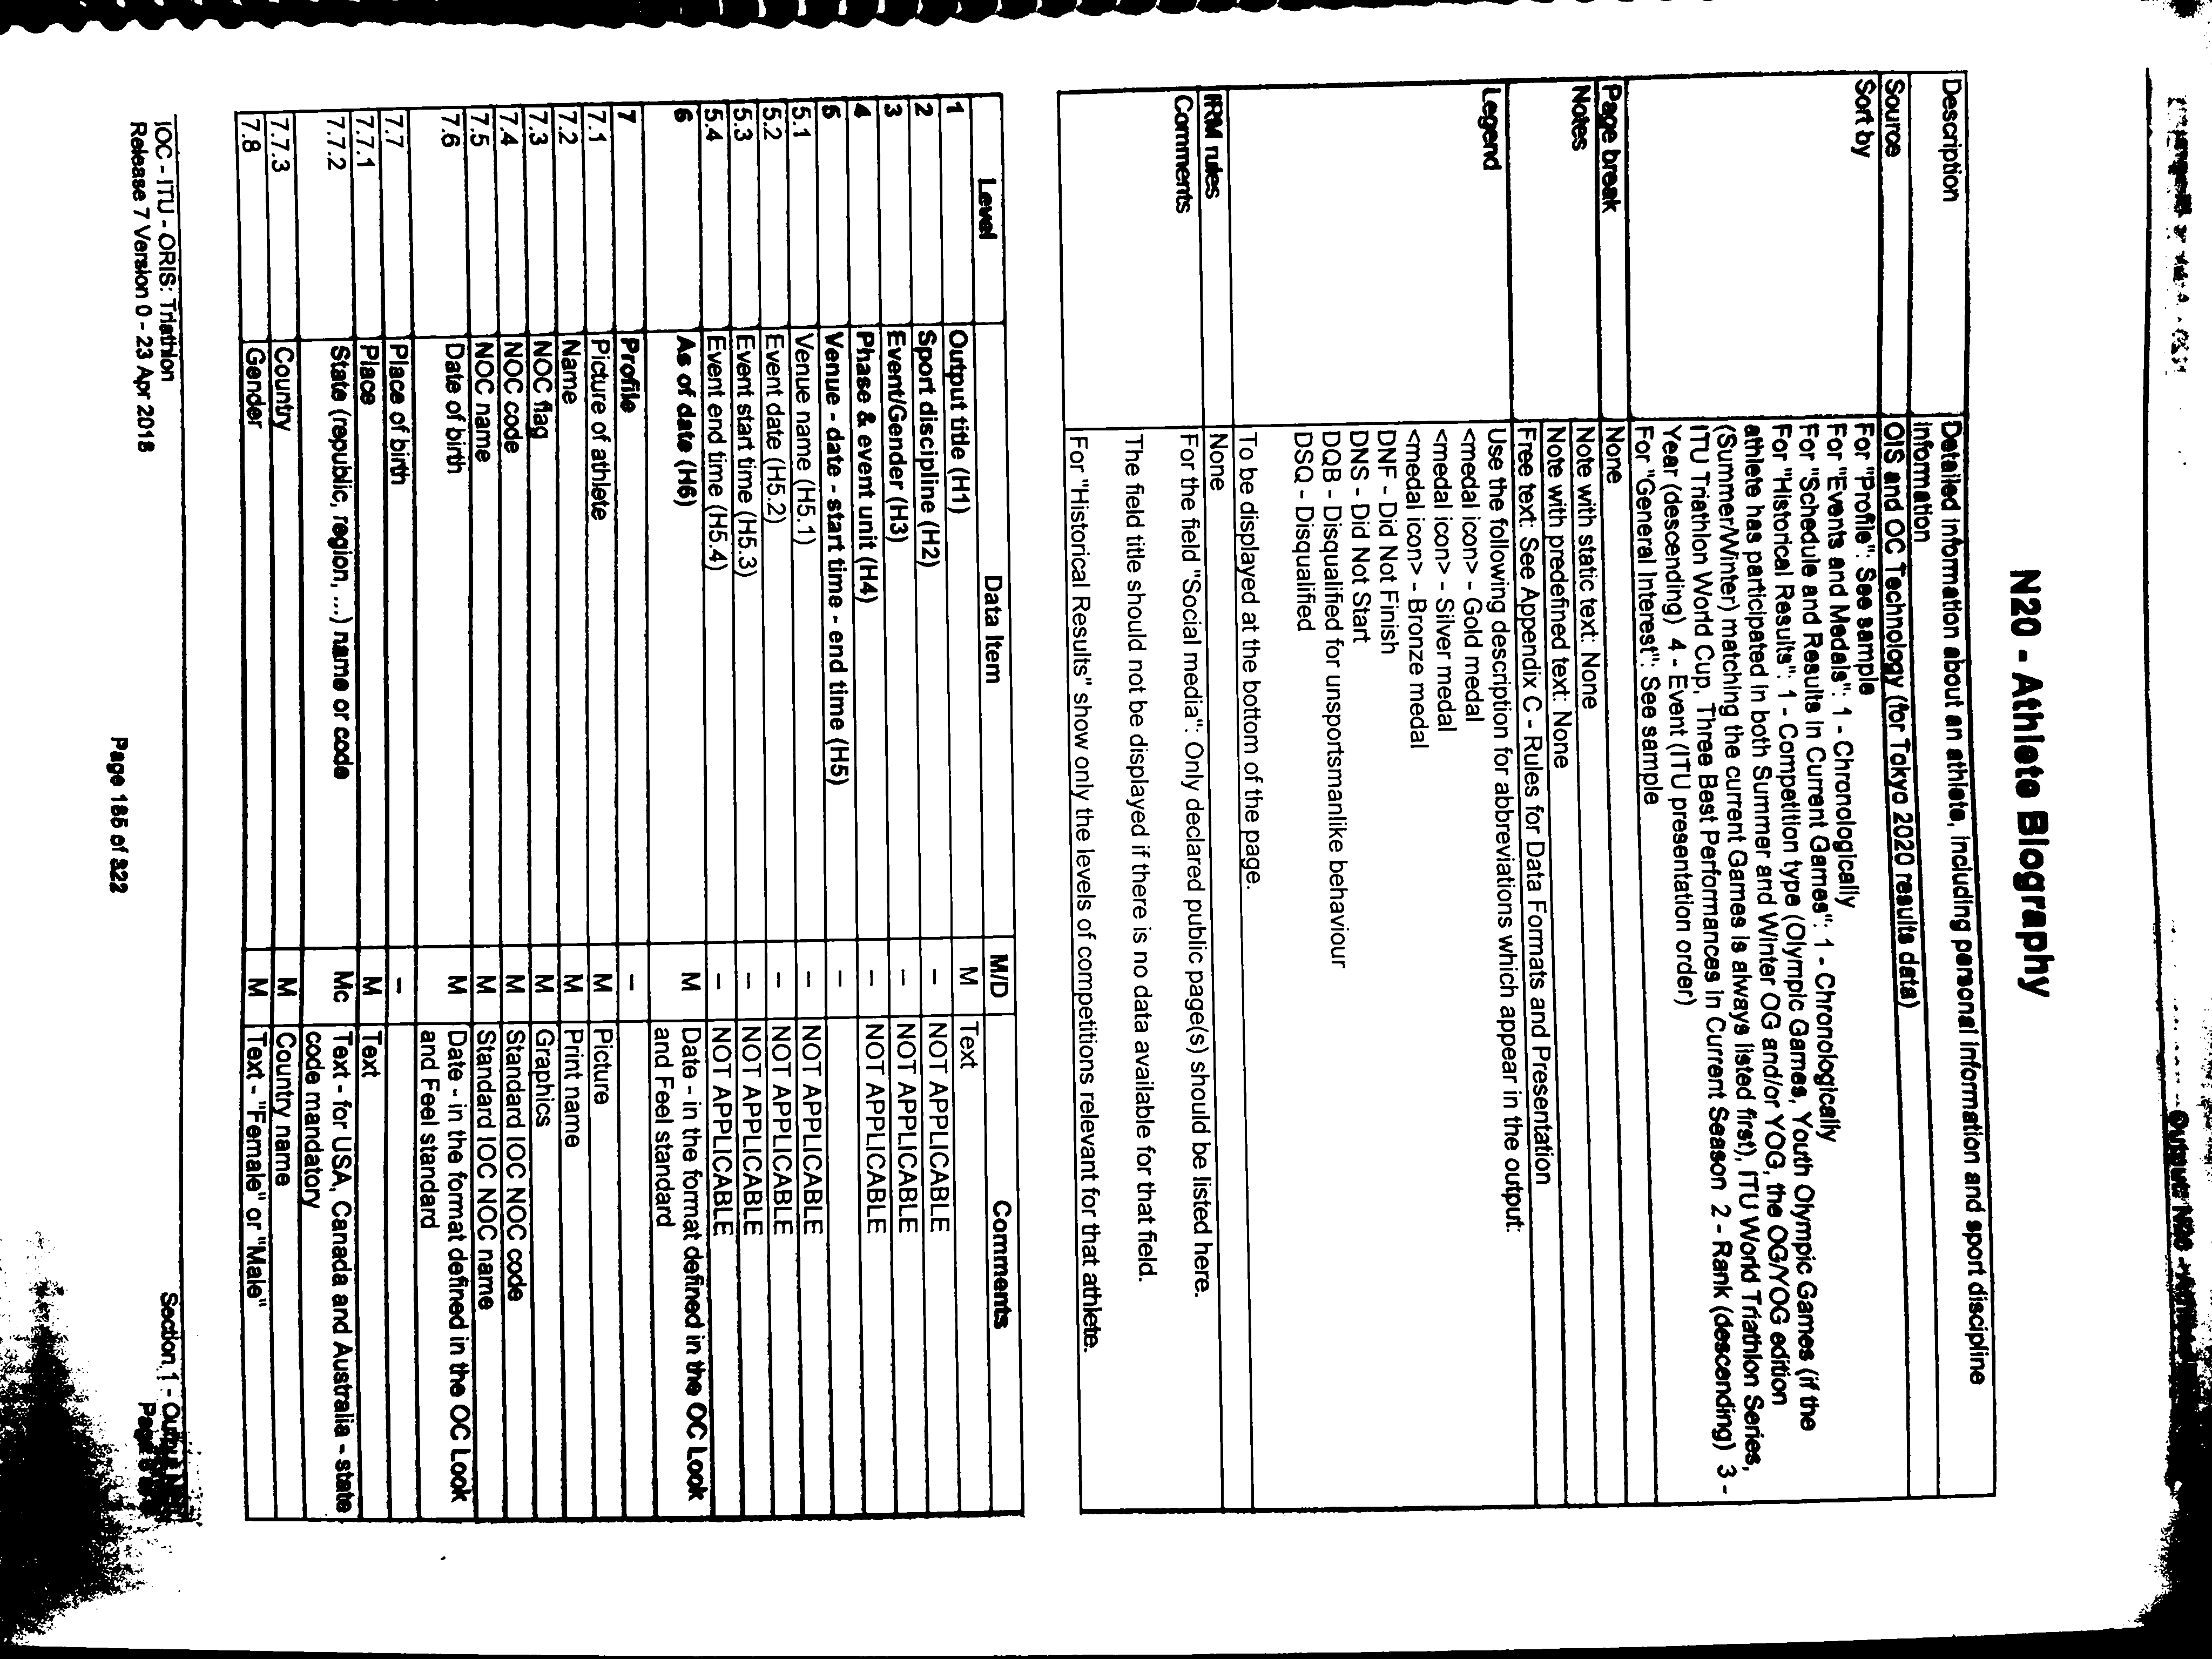 N20 - Athlete Biography
Description Detailed information about an athlete, including personal information and sport discipline
information
Source OIS and OC Technology (for Tokyo 2020 results data)
Sort by For "Profile": See sample
For "Events and Medals": 1 - Chronologically
For "Schedule and Results in Current Games": 1 - Chronologically
For "Historical Results": 1 - Competition type (Olympic Games, Youth Olympic Games (if the
athlete has participated in both Summer and Winter OG and/or YOG, the OG/YOG edition
(Summer/Winter) matching the current Games is always listed first), ITU World Triathlon Series,
ITU Triathlon World Cup, Three Best Performances in Current Season 2 - Rank (descending) 3 -
Year (descending) 4 - Event (ITU presentation order)
For "General Interest": See sample
Page break None
Notes Note with static text: None
Note with predefined text: None
Free text: See Appendix C - Rules for Data Formats and Presentation
Legend Use the following description for abbreviations which appear in the output:
<medal icon> - Gold medal
<medal icon> - Silver medal
<medal icon> - Bronze medal
DNF - Did Not Finish
DNS - Did Not Start
DQB - Disqualified for unsportsmanlike behaviour
DSQ - Disqualified
To be displayed at the bottom of the page.
IRM rules None
Comments For the field "Social media": Only declared public page(s) should be listed here.
The field title should not be displayed if there is no data available for that field.
For "Historical Results" show only the levels of competitions relevant for that athlete.
Level Data Item M/D Comments
1 Output title (H1) M Text
2 Sport discipline (H2) -- NOT APPLICABLE
3 Event/Gender (H3) -- NOT APPLICABLE
4 Phase & event unit (H4) -- NOT APPLICABLE
5 Venue - date - start time - end time (H5) --
5.1 Venue name (H5.1) -- NOT APPLICABLE
5.2 Event date (H5.2) -- NOT APPLICABLE
5.3 Event start time (H5.3) -- NOT APPLICABLE
5.4 Event end time (H5.4) -- NOT APPLICABLE
6 As of date (H6) M Date - in the format defined in the OC Look
and Feel standard
7 Profile --
7.1 Picture of athlete M Picture
7.2 Name M Print name
7.3 NOC flag M Graphics
7.4 NOC code M Standard IOC NOC code
7.5 NOC name M Standard IOC NOC name
7.6 Date of birth M Date - in the format defined in the OC Look
and Feel standard
7.7 Place of birth --
7.7.1 Place M Text
7.7.2 State (republic, region, ...) name or code Mc Text - for USA, Canada and Australia - state
code mandatory
7.7.3 Country M Country name
7.8 Gender M Text - "Female" or "Male"
IOC - ITU - ORIS: Triathlon Section 1 -
Release 7 Version 0 - 23 Apr 2018 Page 185 of 322